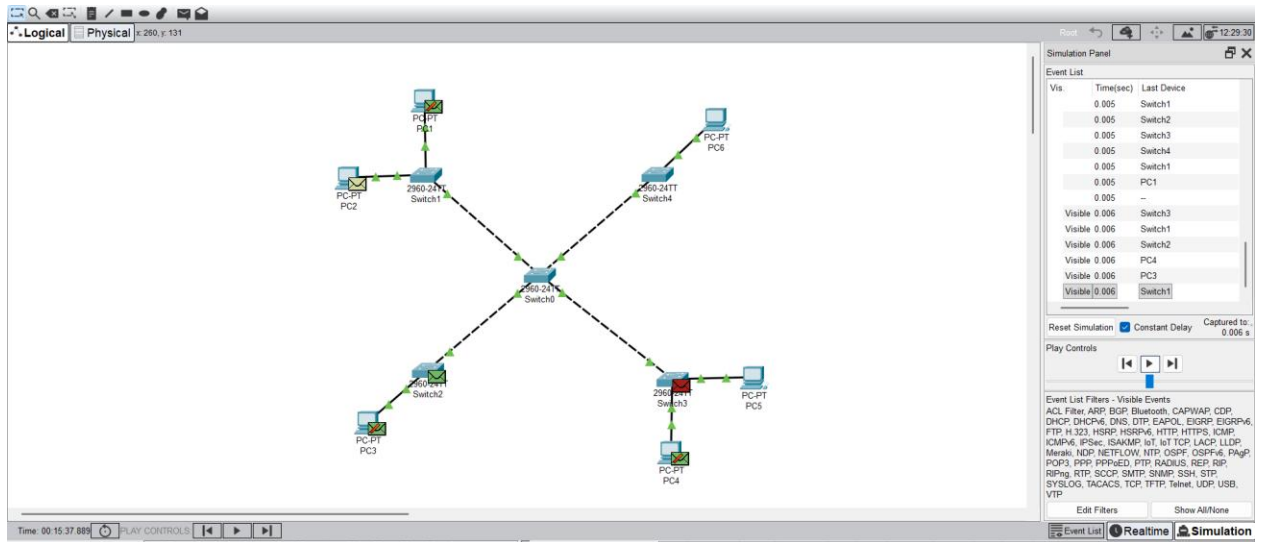 Logical Physical x: 260, y: 131 Root 12:29:30
Simulation Panel
Event List
Vis. Time(sec) Last Device
0.005 Switch1
0.005 Switch2
0.005 Switch3
0.005 Switch4
0.005 Switch1
0.005 PC1
0.005 --
Visible 0.006 Switch3
Visible 0.006 Switch1
Visible 0.006 Switch2
Visible 0.006 PC4
Visible 0.006 PC3
Visible 0.006 Switch1
Reset Simulation Constant Delay Captured to:
0.006 s
Play Controls
Event List Filters - Visible Events
ACL Filter, ARP, BGP, Bluetooth, CAPWAP, CDP,
DHCP, DHCPv6, DNS, DTP, EAPOL, EIGRP, EIGRPv6,
FTP, H.323, HSRP, HSRPv6, HTTP, HTTPS, ICMP,
ICMPv6, IPSec, ISAKMP, IoT, IoT TCP, LACP, LLDP,
Meraki, NDP, NETFLOW, NTP, OSPF, OSPFv6, PAgP,
POP3, PPP, PPPoED, PTP, RADIUS, REP, RIP,
RIPng, RTP, SCCP, SMTP, SNMP, SSH, STP,
SYSLOG, TACACS, TCP, TFTP, Telnet, UDP, USB,
VTP
Edit Filters Show All/None
PC-PT
PC1
PC-PT
PC6
PC-PT
PC2
2960-24TT
Switch1
2960-24TT
Switch4
2960-24TT
Switch0
2960-24TT
Switch2
2960-24TT
Switch3
PC-PT
PC5
PC-PT
PC3
PC-PT
PC4
Time: 00:15:37.889 PLAY CONTROLS: Event List Realtime Simulation